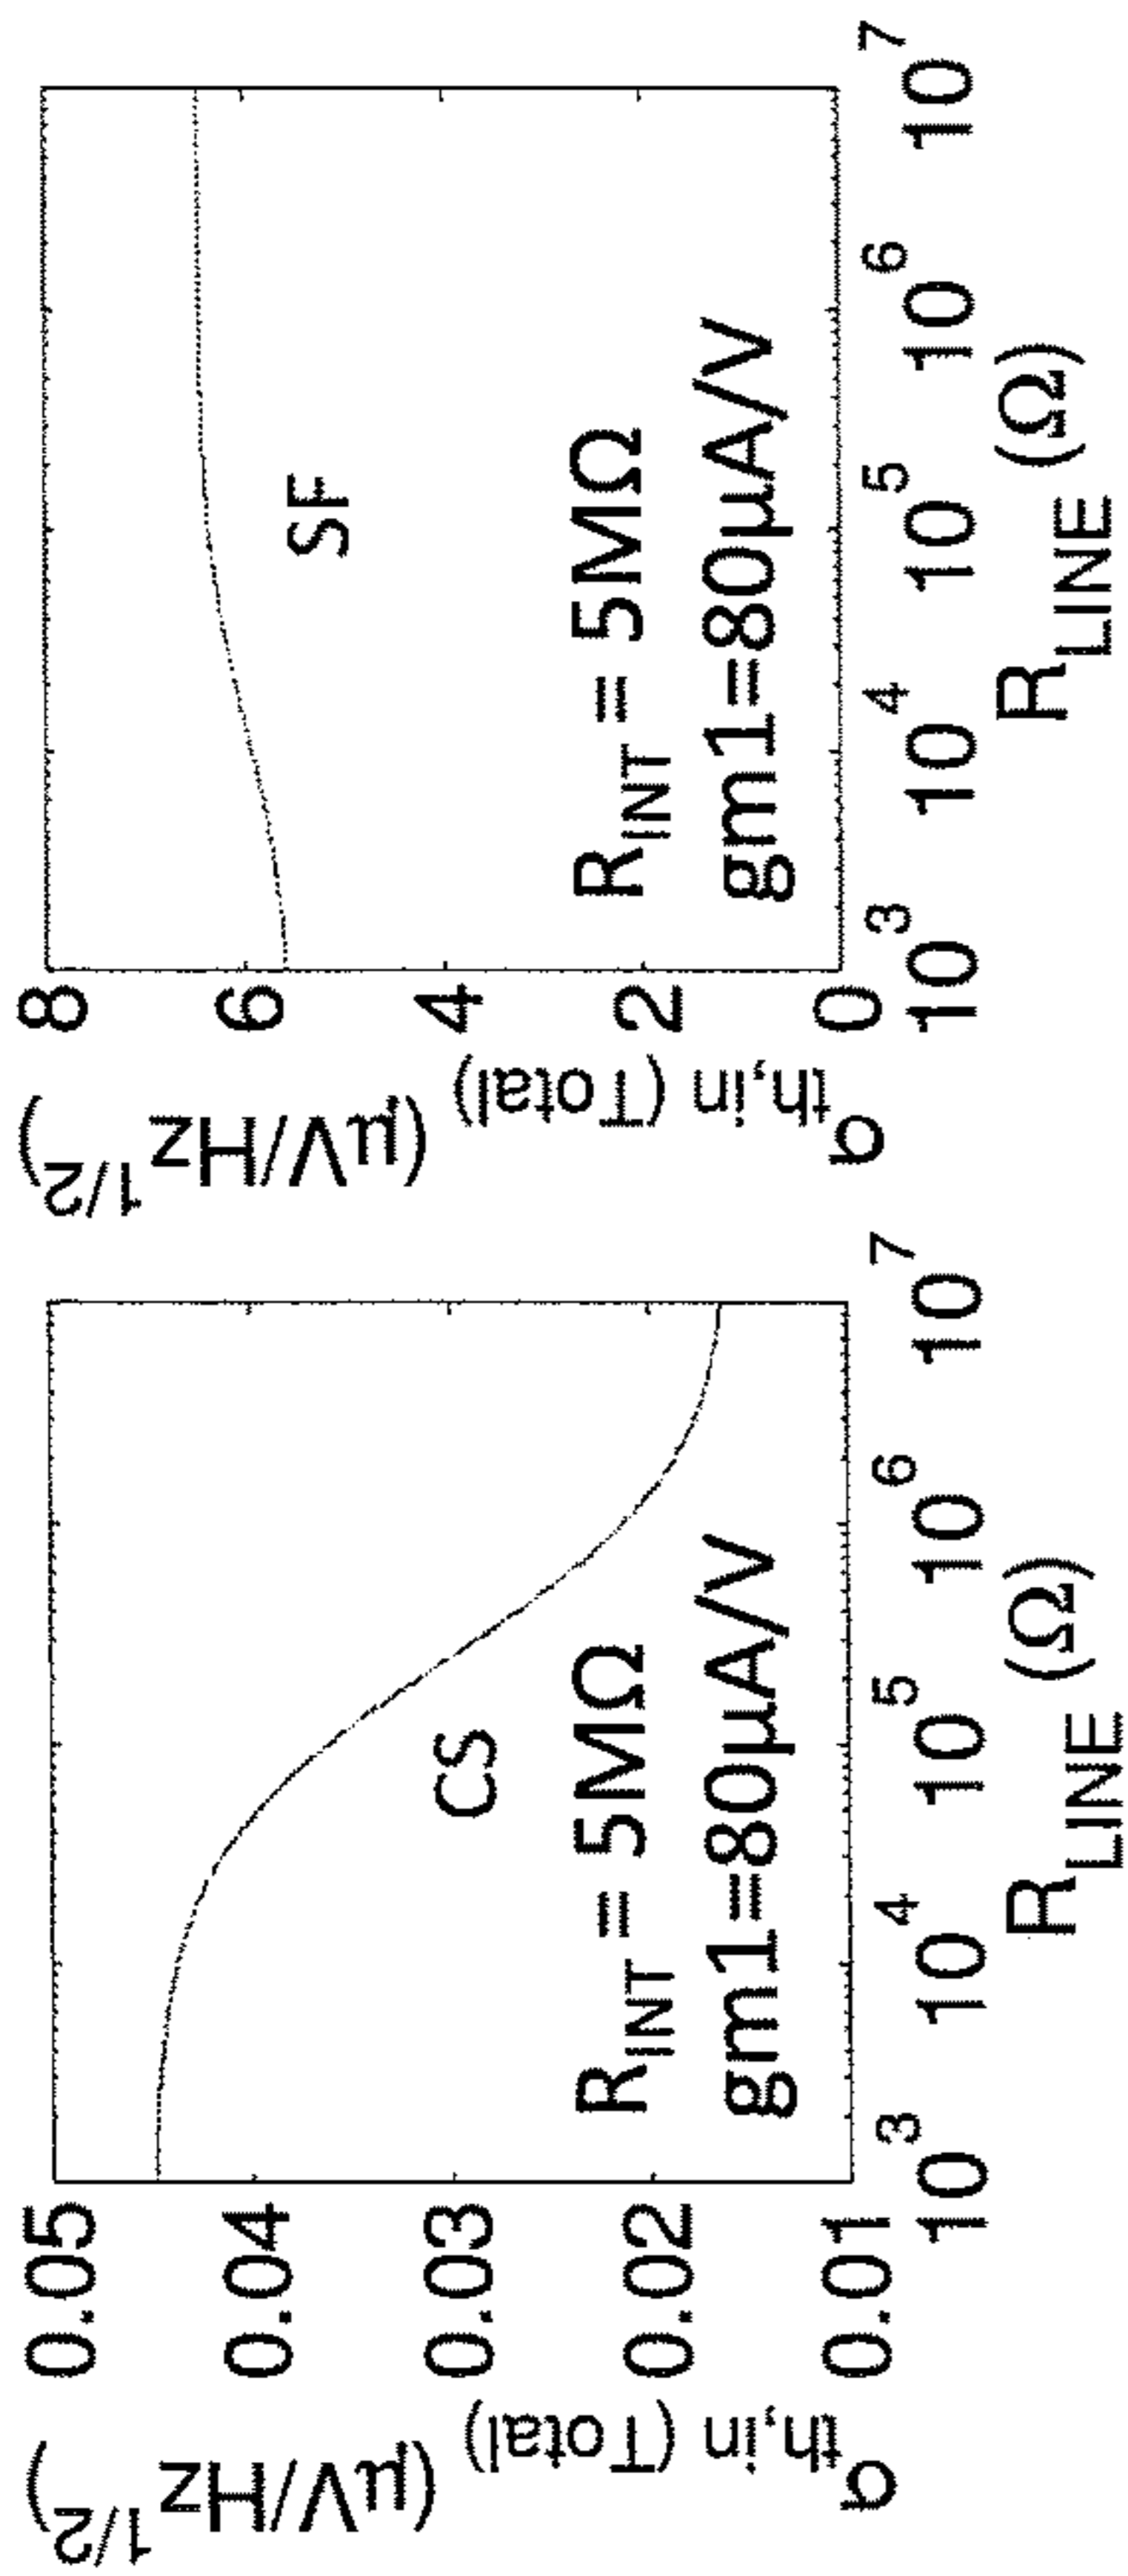 σth,in (Total)
(μV/Hz1/2)
0.05
0.04
0.03
0.02
0.01
CS
RINT = 5MΩ
gm1=80μA/V
103
104
105
106
107
RLINE (Ω)
σth,in (Total)
(μV/Hz1/2)
8
6
4
2
0
SF
RINT = 5MΩ
gm1=80μA/V
103
104
105
106
107
RLINE (Ω)